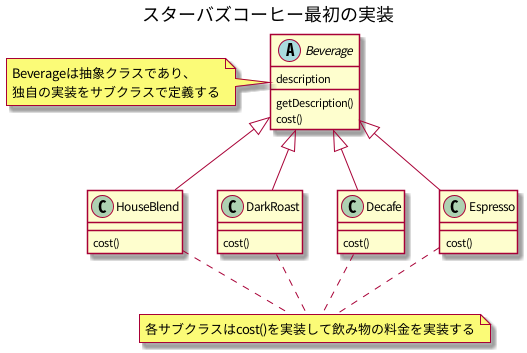 スターバズコーヒー最初の実装
A Beverage
description
getDescription()
cost()
Beverageは抽象クラスであり、
独自の実装をサブクラスで定義する
C HouseBlend
cost()
C DarkRoast
cost()
C Decafe
cost()
C Espresso
cost()
各サブクラスはcost()を実装して飲み物の料金を実装する